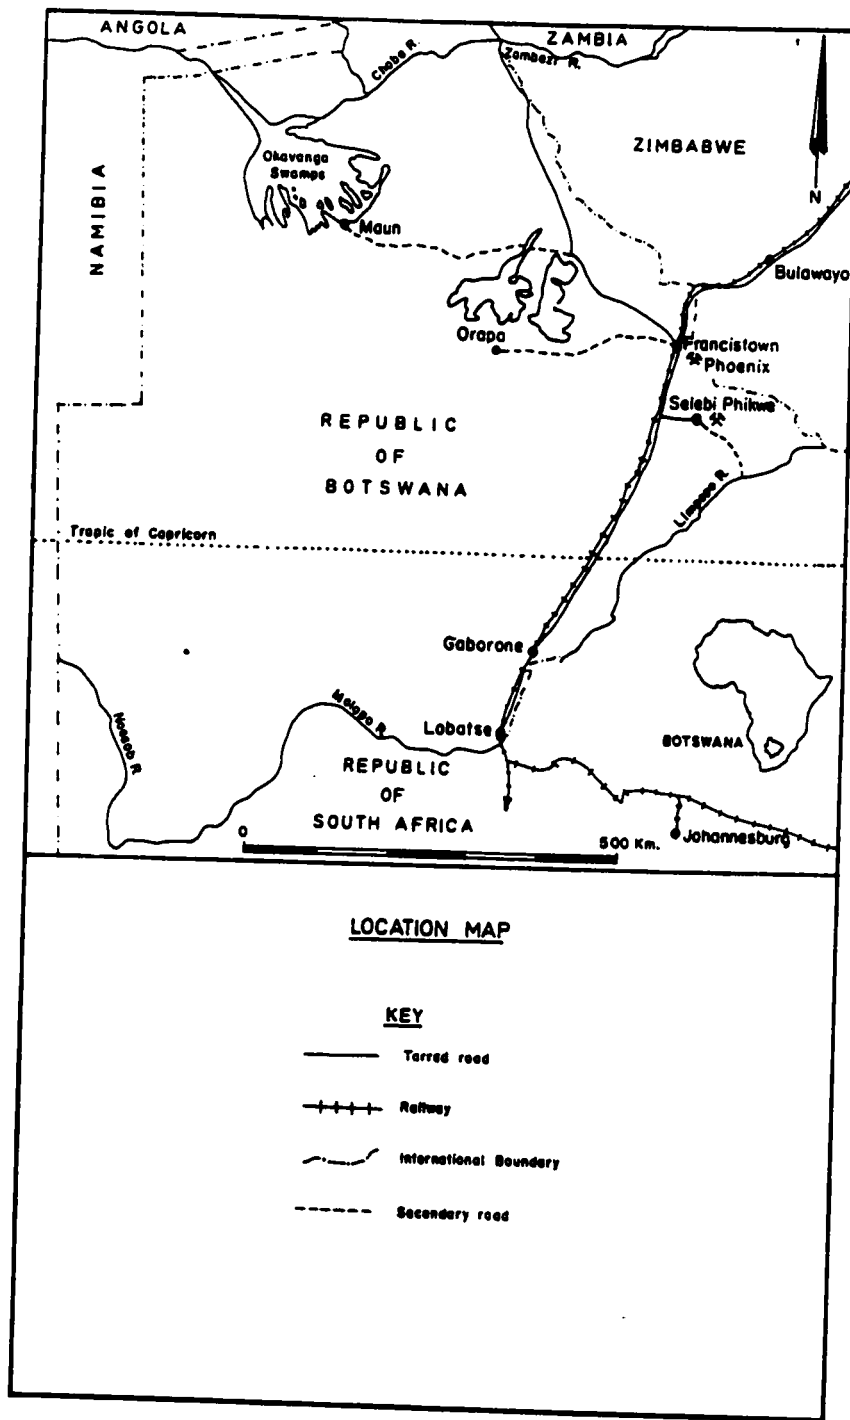 ANGOLA
ZAMBIA
Chobe R.
Zambezi R.
ZIMBABWE
Okavanga
Swamps
NAMIBIA
N
Maun
Bulawayo
Orapa
Francistown
Phoenix
Selebi Phikwe
REPUBLIC
OF
BOTSWANA
Limpopo R.
Tropic of Capricorn
Gaborone
Molopo R.
Nossob R.
Lobatse
BOTSWANA
REPUBLIC
OF
SOUTH AFRICA
0
500 Km.
Johannesburg
LOCATION MAP
KEY
Tarred road
Railway
International Boundary
Secondary road